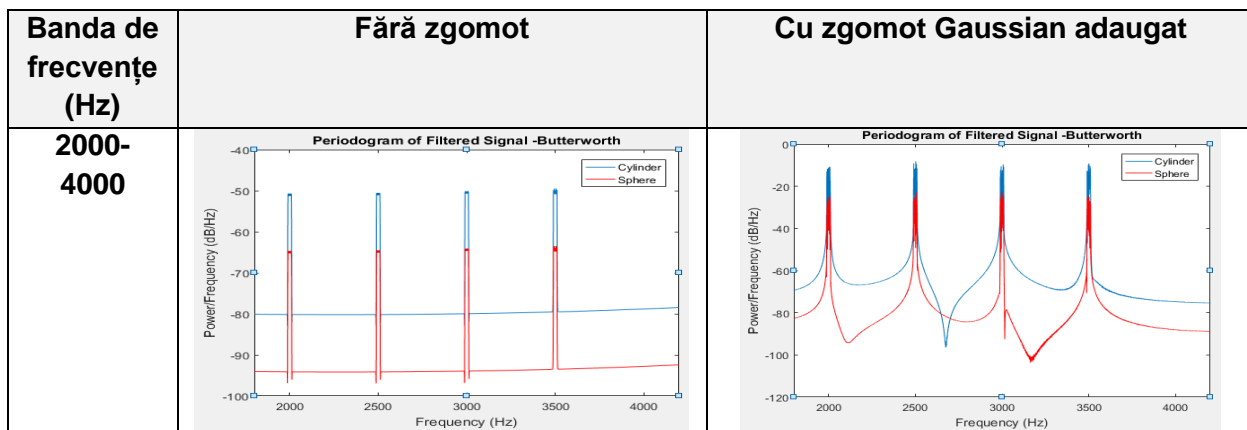 Banda de
frecvențe
(Hz)
Fără zgomot
Cu zgomot Gaussian adaugat
2000-
4000
Periodogram of Filtered Signal -Butterworth
-40
-50
-60
-70
-80
-90
-100
Power/Frequency (dB/Hz)
Cylinder
Sphere
2000
2500
3000
3500
4000
Frequency (Hz)
Periodogram of Filtered Signal -Butterworth
0
-20
-40
-60
-80
-100
-120
Power/Frequency (dB/Hz)
Cylinder
Sphere
2000
2500
3000
3500
4000
Frequency (Hz)